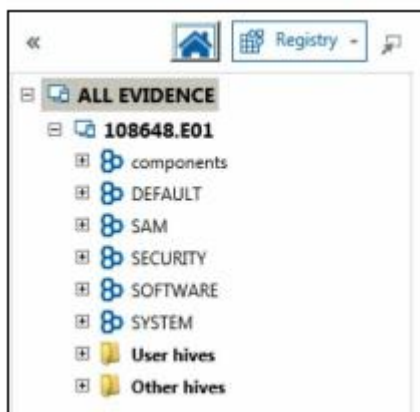 «
Registry
ALL EVIDENCE
108648.E01
components
DEFAULT
SAM
SECURITY
SOFTWARE
SYSTEM
User hives
Other hives